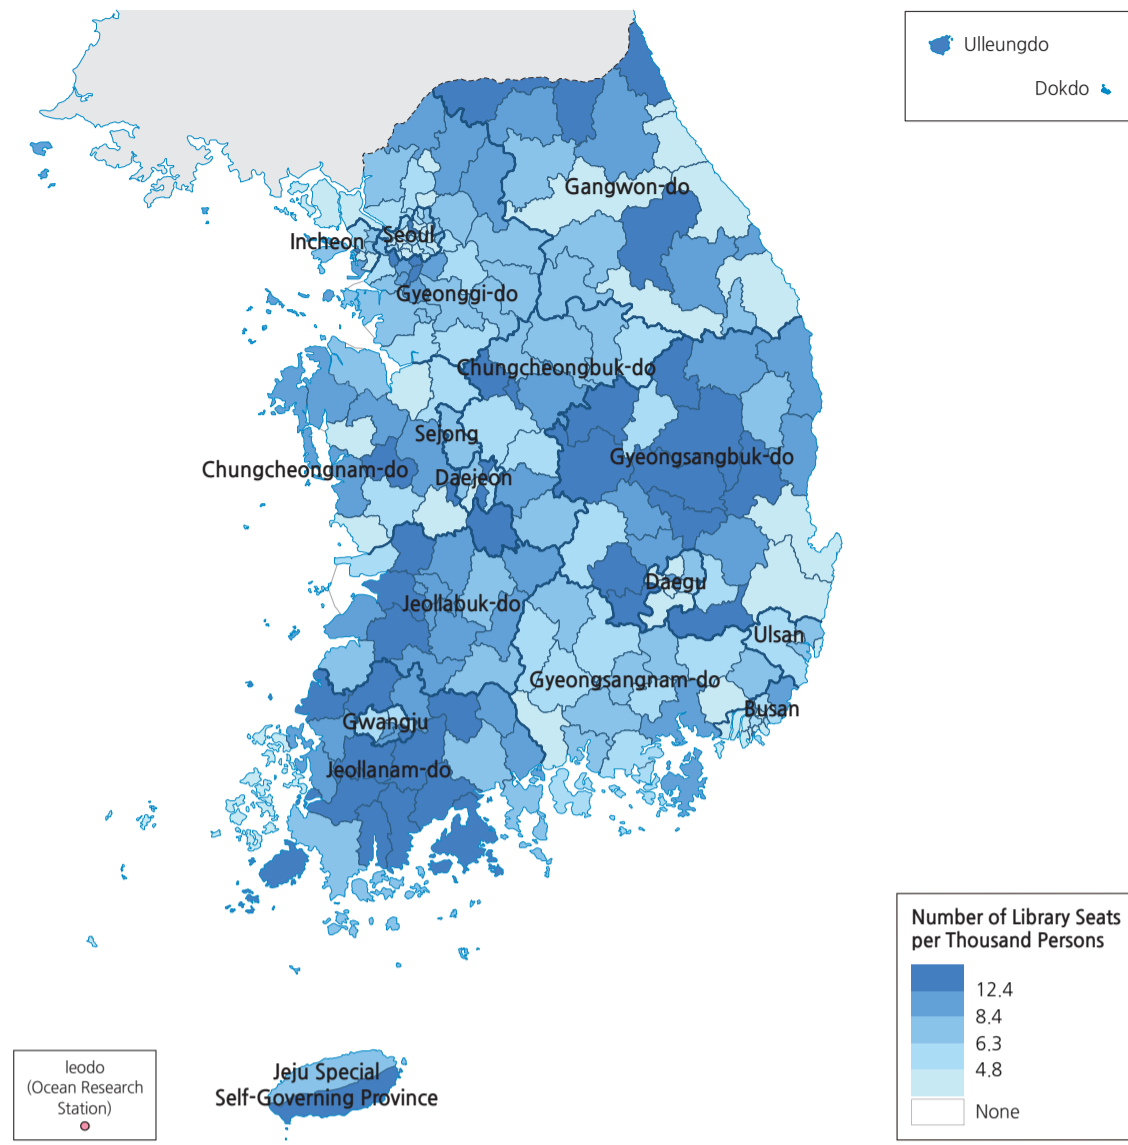 Ulleungdo
Dokdo
Gangwon-do
Incheon
Seoul
Gyeonggi-do
Chungcheongbuk-do
Sejong
Gyeongsangbuk-do
Chungcheongnam-do
Daejeon
Daegu
Jeollabuk-do
Ulsan
Gyeongsangnam-do
Busan
Gwangju
Jeollanam-do
Number of Library Seats
per Thousand Persons
12.4
8.4
6.3
4.8
None
Ieodo
(Ocean Research
Station)
Jeju Special
Self-Governing Province